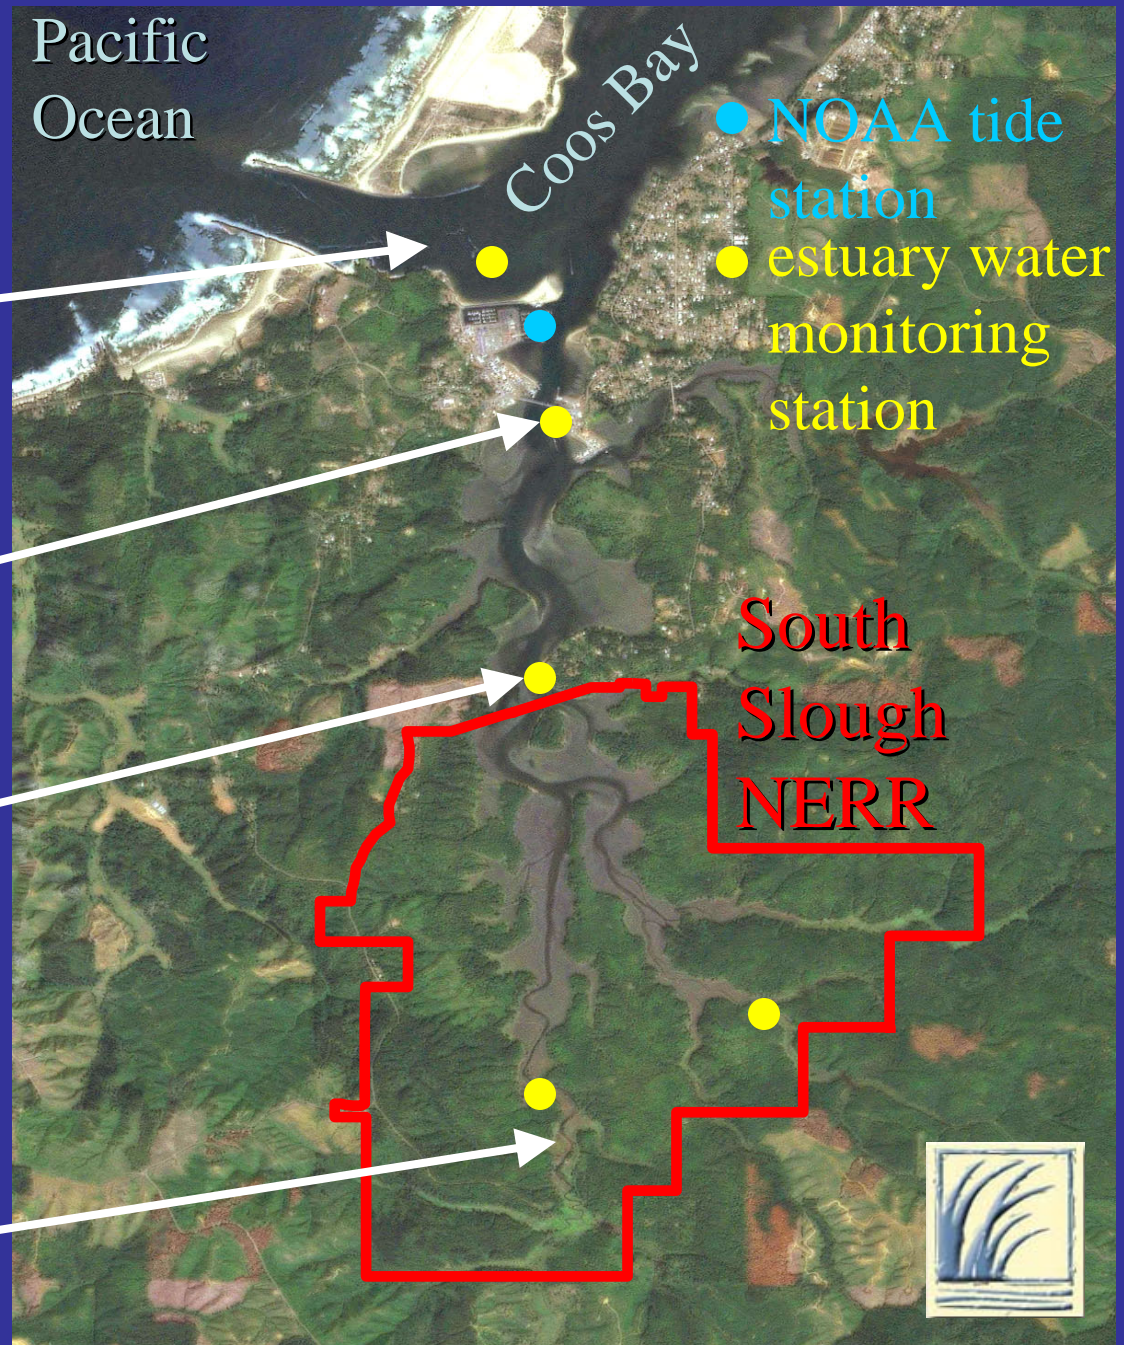 Pacific
Ocean
Coos Bay
NOAA tide
station
estuary water
monitoring
station
South
Slough
NERR